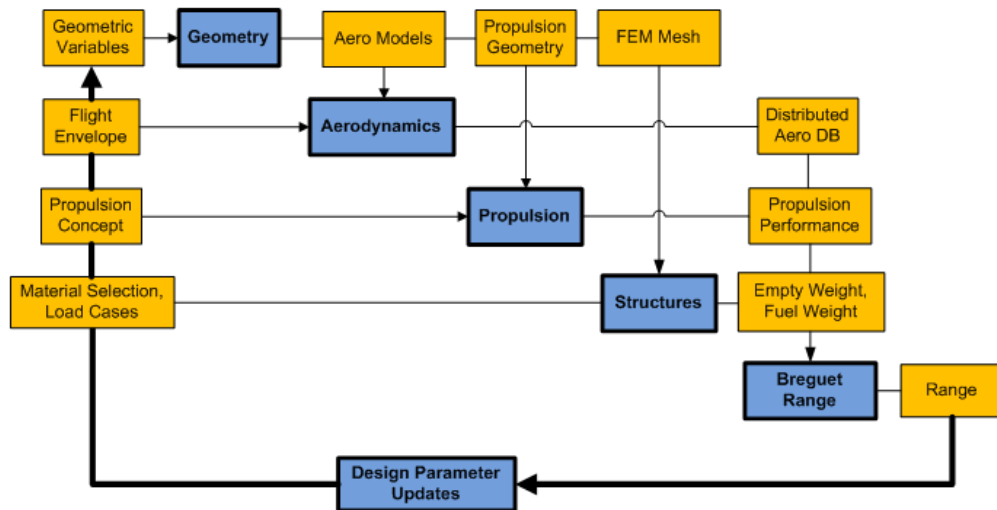 Geometric
Variables
Geometry
Aero Models
Propulsion
Geometry
FEM Mesh
Flight
Envelope
Aerodynamics
Distributed
Aero DB
Propulsion
Concept
Propulsion
Propulsion
Performance
Material Selection,
Load Cases
Structures
Empty Weight,
Fuel Weight
Breguet
Range
Range
Design Parameter
Updates